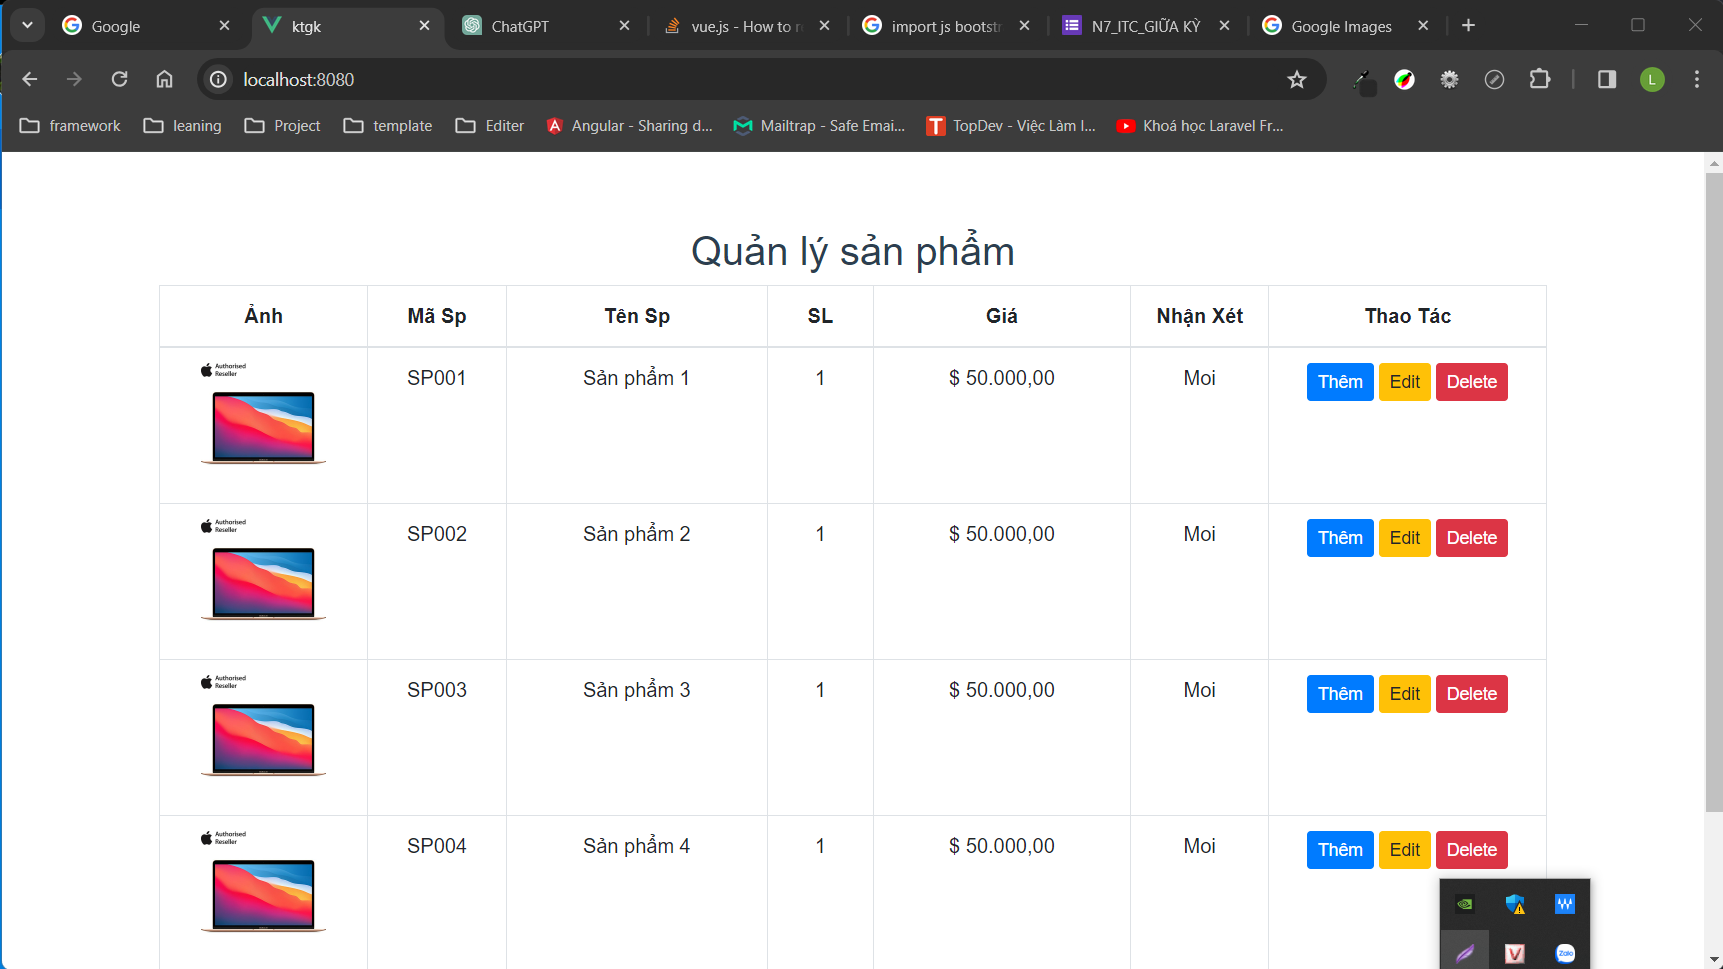 Google
ktgk
ChatGPT
vue.js - How to r
import js bootstr
N7_ITC_GIỮA KỲ
Google Images
localhost:8080
L
framework
leaning
Project
template
Editer
Angular - Sharing d...
Mailtrap - Safe Emai...
TopDev - Việc Làm I...
Khoá học Laravel Fr...
Quản lý sản phẩm
Ảnh Mã Sp Tên Sp SL Giá Nhận Xét Thao Tác
Authorised
Reseller
SP001 Sản phẩm 1 1 $ 50.000,00 Moi Thêm Edit Delete
Authorised
Reseller
SP002 Sản phẩm 2 1 $ 50.000,00 Moi Thêm Edit Delete
Authorised
Reseller
SP003 Sản phẩm 3 1 $ 50.000,00 Moi Thêm Edit Delete
Authorised
Reseller
SP004 Sản phẩm 4 1 $ 50.000,00 Moi Thêm Edit Delete
Zalo